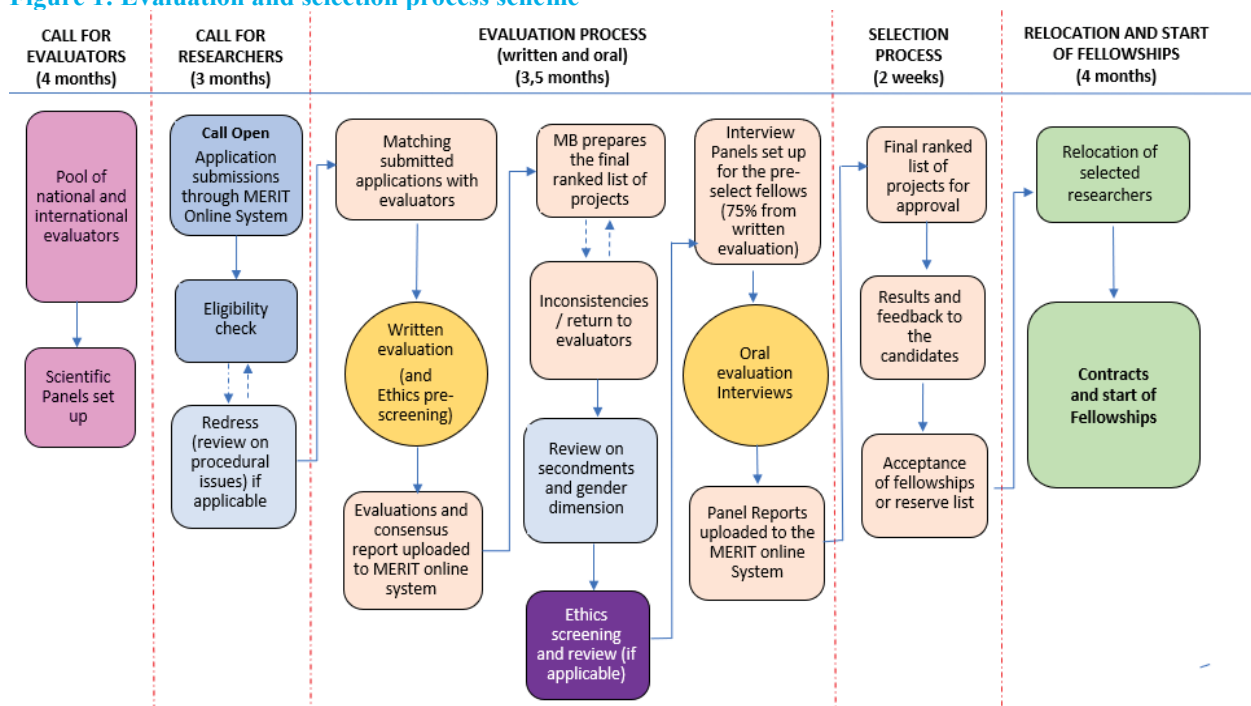 Figure 1: Evaluation and selection process scheme
CALL FOR
EVALUATORS
(4 months)
CALL FOR
RESEARCHERS
(3 months)
EVALUATION PROCESS
(written and oral)
(3,5 months)
SELECTION
PROCESS
(2 weeks)
RELOCATION AND START
OF FELLOWSHIPS
(4 months)
Pool of
national and
international
evaluators
Scientific
Panels set
up
Call Open
Application
submissions
through MERIT
Online System
Eligibility
check
Redress
(review on
procedural
issues) if
applicable
Matching
submitted
applications with
evaluators
Written
evaluation
(and
Ethics pre-
screening)
Evaluations and
consensus
report uploaded
to MERIT online
system
MB prepares
the final
ranked list of
projects
Inconsistencies
/ return to
evaluators
Review on
secondments
and gender
dimension
Ethics
screening
and review (if
applicable)
Interview
Panels set up
for the pre-
select fellows
(75% from
written
evaluation)
Oral
evaluation
Interviews
Panel Reports
uploaded to the
MERIT online
System
Final ranked
list of
projects for
approval
Results and
feedback to
the
candidates
Acceptance
of fellowships
or reserve list
Relocation of
selected
researchers
Contracts
and start of
Fellowships